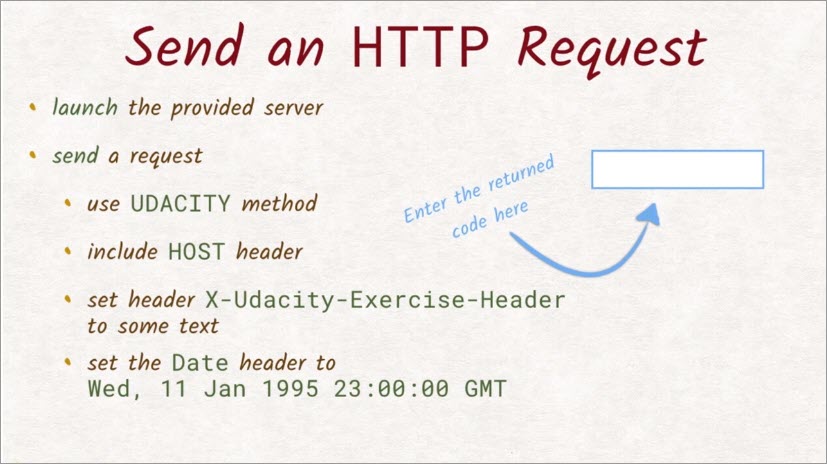 Send an HTTP Request
launch the provided server
send a request
use UDACITY method
include HOST header
set header X-Udacity-Exercise-Header
to some text
set the Date header to
Wed, 11 Jan 1995 23:00:00 GMT
Enter the returned
code here